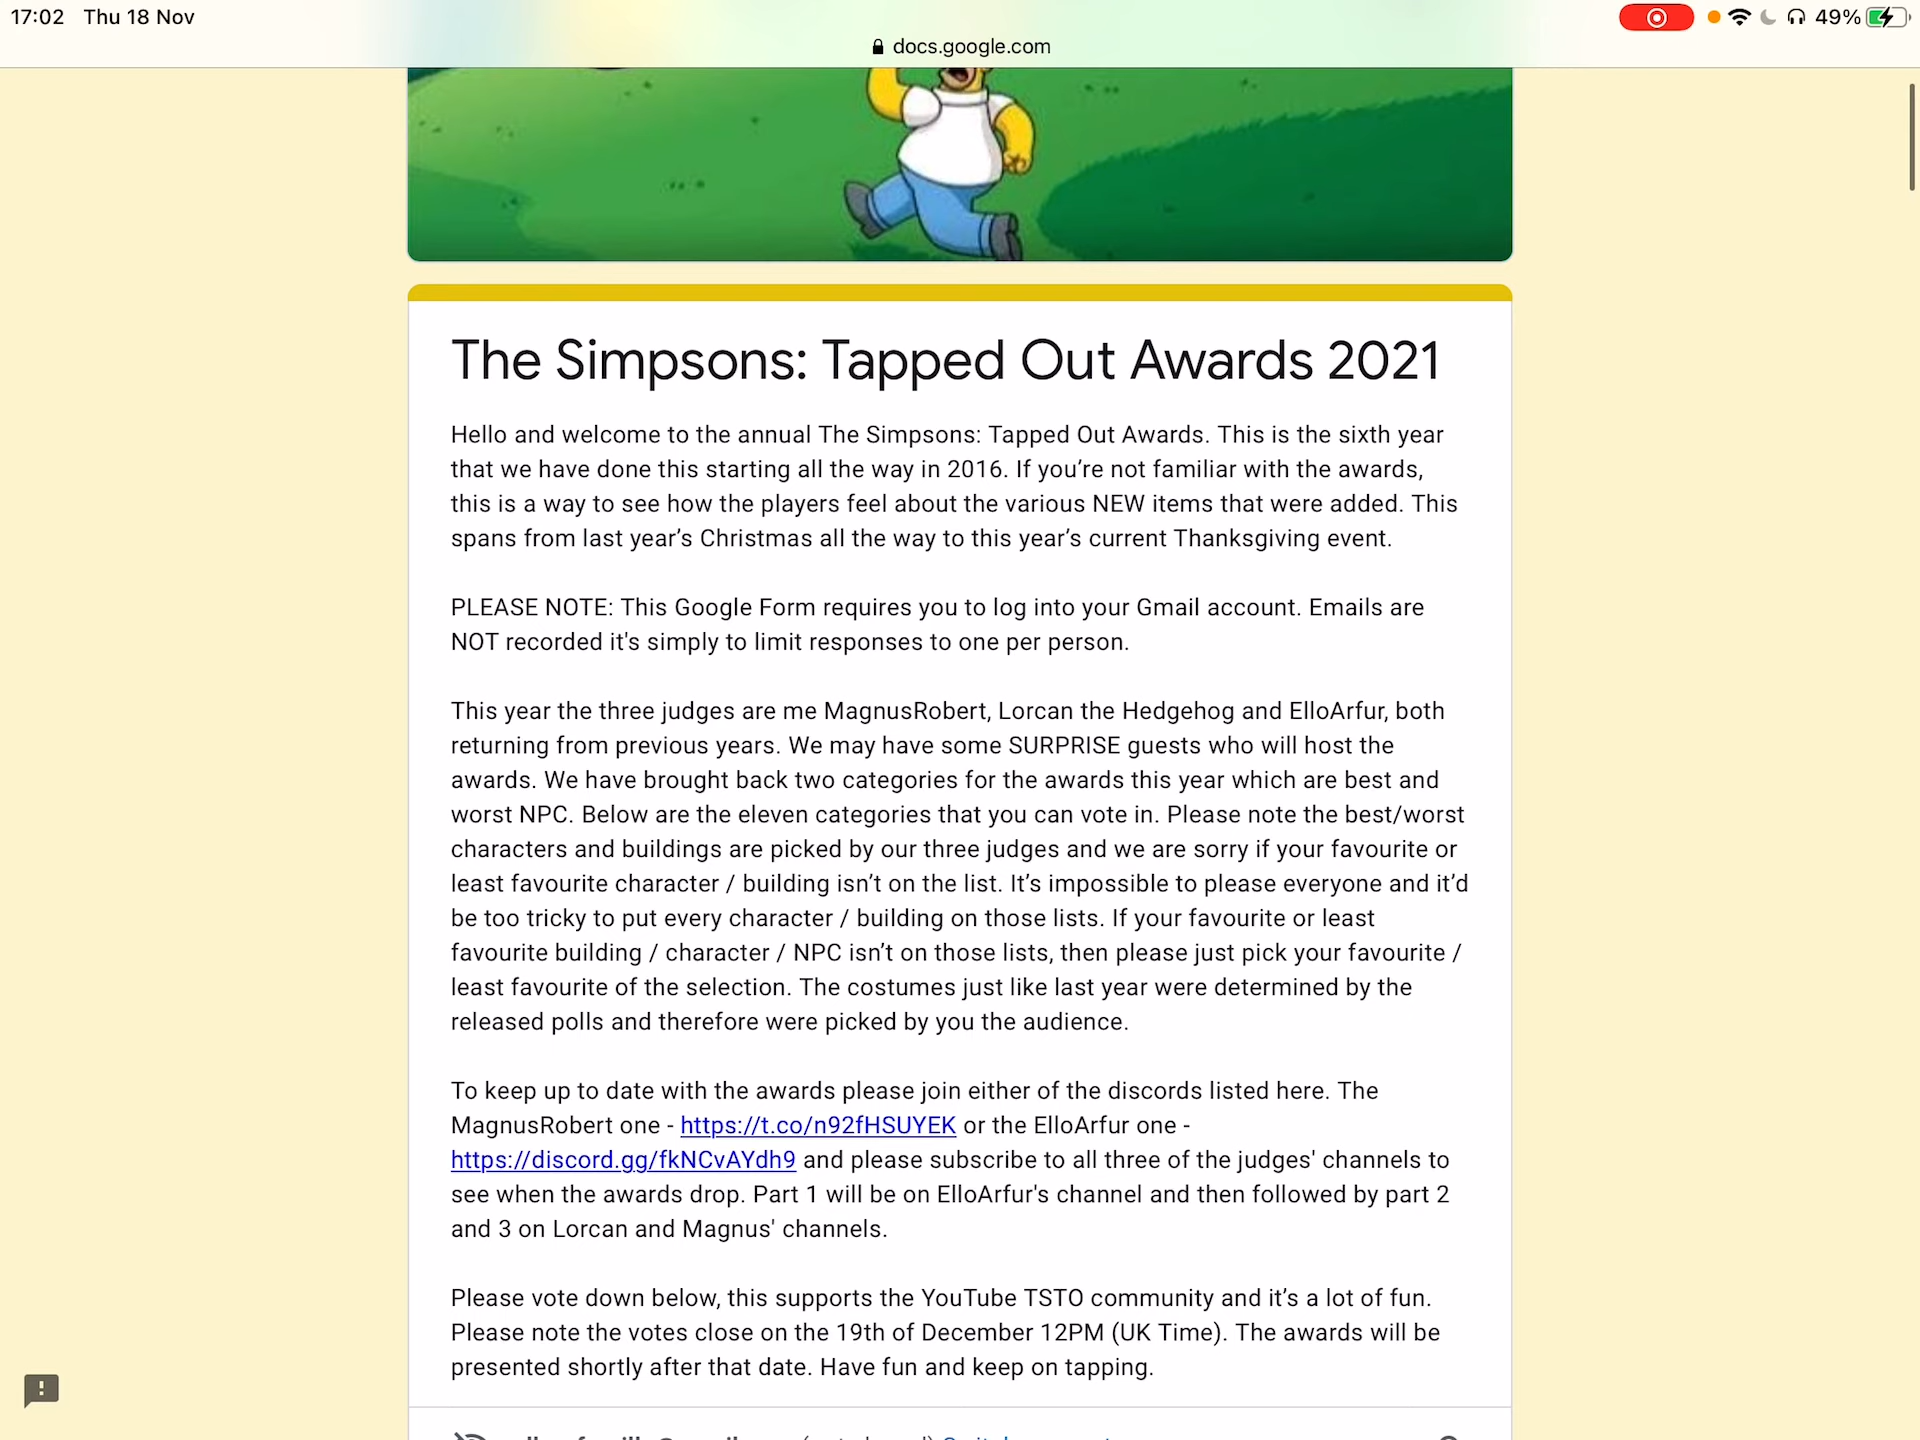 17:02 Thu 18 Nov
49%
docs.google.com
The Simpsons: Tapped Out Awards 2021
Hello and welcome to the annual The Simpsons: Tapped Out Awards. This is the sixth year
that we have done this starting all the way in 2016. If you’re not familiar with the awards,
this is a way to see how the players feel about the various NEW items that were added. This
spans from last year’s Christmas all the way to this year’s current Thanksgiving event.
PLEASE NOTE: This Google Form requires you to log into your Gmail account. Emails are
NOT recorded it's simply to limit responses to one per person.
This year the three judges are me MagnusRobert, Lorcan the Hedgehog and ElloArfur, both
returning from previous years. We may have some SURPRISE guests who will host the
awards. We have brought back two categories for the awards this year which are best and
worst NPC. Below are the eleven categories that you can vote in. Please note the best/worst
characters and buildings are picked by our three judges and we are sorry if your favourite or
least favourite character / building isn’t on the list. It’s impossible to please everyone and it’d
be too tricky to put every character / building on those lists. If your favourite or least
favourite building / character / NPC isn’t on those lists, then please just pick your favourite /
least favourite of the selection. The costumes just like last year were determined by the
released polls and therefore were picked by you the audience.
To keep up to date with the awards please join either of the discords listed here. The
MagnusRobert one - https://t.co/n92fHSUYEK or the ElloArfur one -
https://discord.gg/fkNCvAYdh9 and please subscribe to all three of the judges' channels to
see when the awards drop. Part 1 will be on ElloArfur's channel and then followed by part 2
and 3 on Lorcan and Magnus' channels.
Please vote down below, this supports the YouTube TSTO community and it’s a lot of fun.
Please note the votes close on the 19th of December 12PM (UK Time). The awards will be
presented shortly after that date. Have fun and keep on tapping.